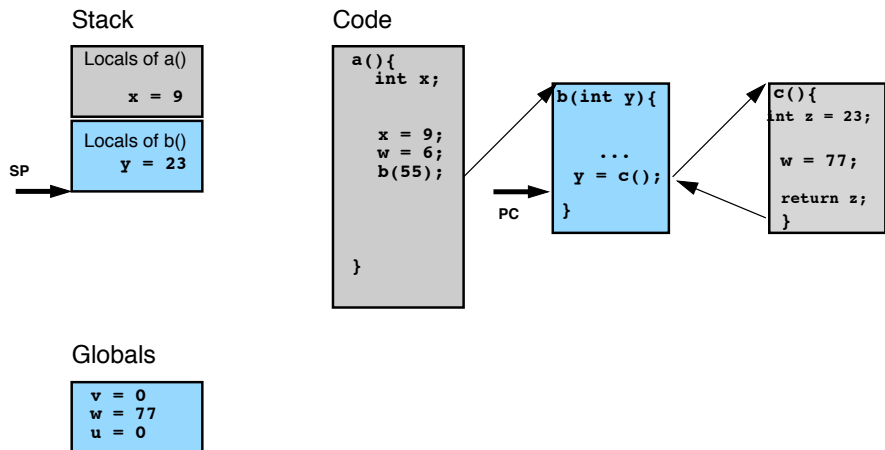 Stack
Locals of a()
x = 9
Locals of b()
y = 23
SP
Code
a(){
int x;
x = 9;
w = 6;
b(55);
}
b(int y){
...
y = c();
}
PC
c(){
int z = 23;
w = 77;
return z;
}
Globals
v = 0
w = 77
u = 0